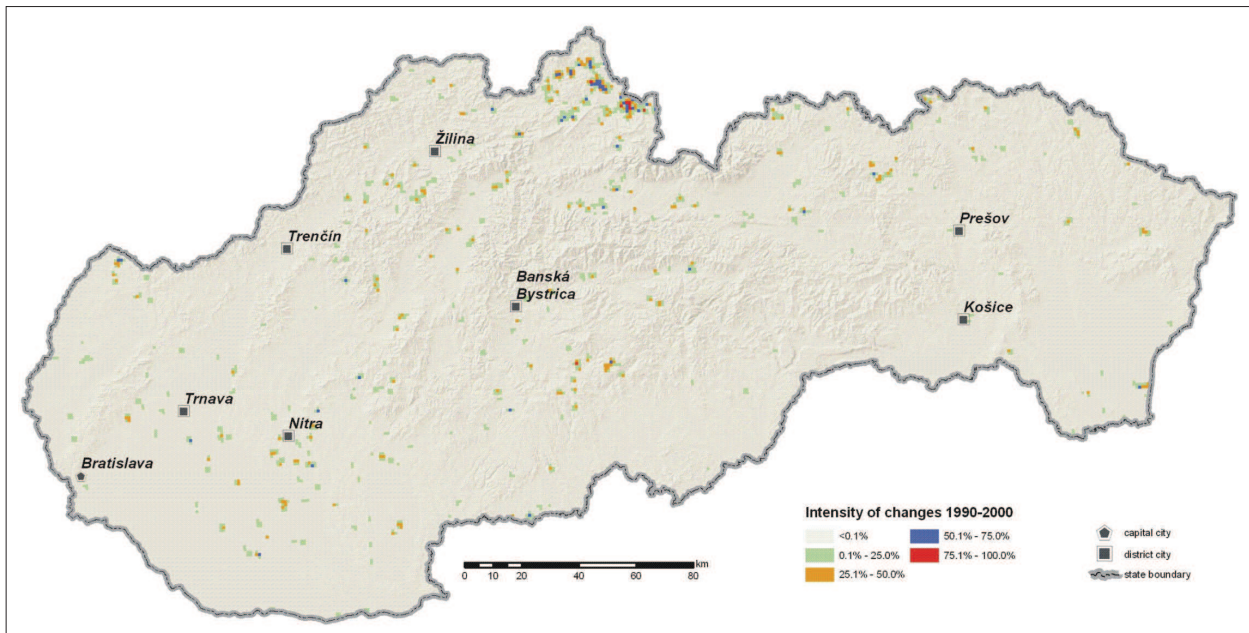 Žilina
Trenčín
Prešov
Banská
Bystrica
Košice
Trnava
Nitra
Bratislava
Intensity of changes 1990-2000
<0.1%
50.1% - 75.0%
0.1% - 25.0%
75.1% - 100.0%
25.1% - 50.0%
capital city
district city
state boundary
km
0 20 40 60 80